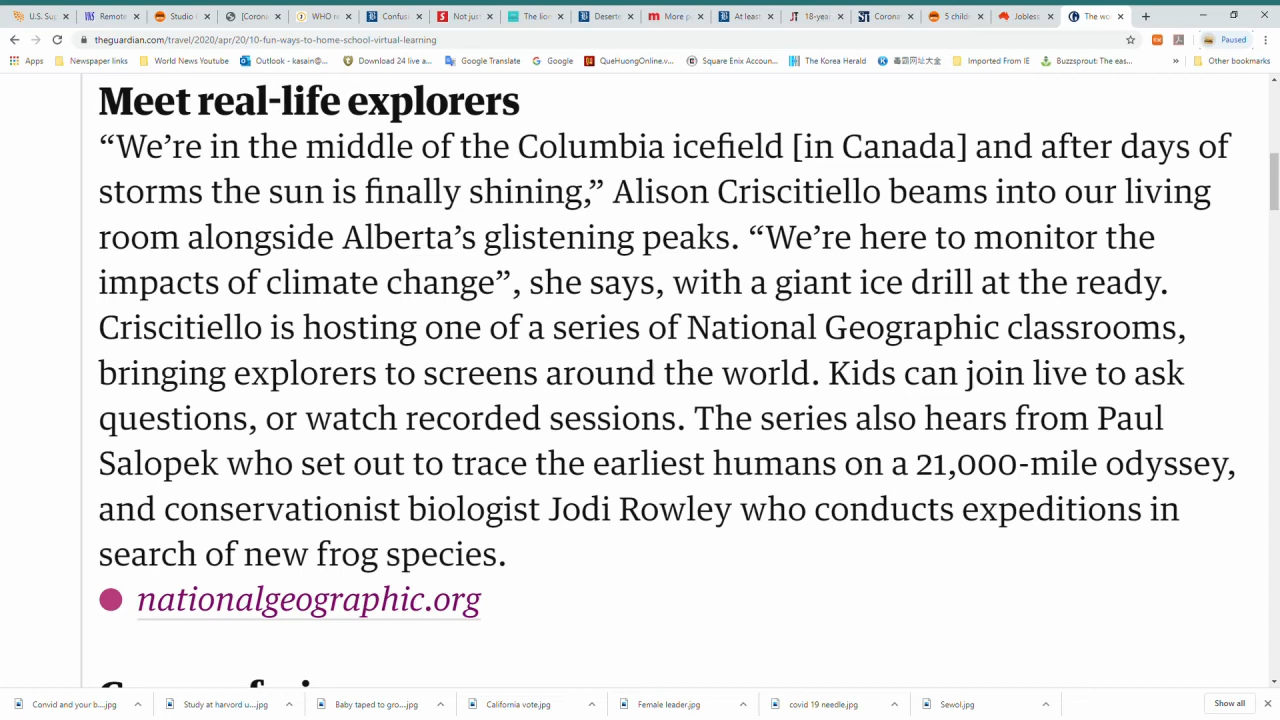 U.S. Sup
Remote
Studio
[Coron
WHO re
Confus
Not just
The lion
Deserte
More p
At least
18-year
Coronat
5 childr
Jobless
The wo
theguardian.com/travel/2020/apr/20/10-fun-ways-to-home-school-virtual-learning
Paused
Apps
Newspaper links
World News Youtube
Outlook - kasain@...
Download 24 live a...
Google Translate
Google
QueHuongOnline.v...
Square Enix Accoun...
The Korea Herald
毒霸网址大全
Imported From IE
Buzzsprout: The eas...
»
Other bookmarks
Meet real-life explorers
“We’re in the middle of the Columbia icefield [in Canada] and after days of
storms the sun is finally shining,” Alison Criscitiello beams into our living
room alongside Alberta’s glistening peaks. “We’re here to monitor the
impacts of climate change”, she says, with a giant ice drill at the ready.
Criscitiello is hosting one of a series of National Geographic classrooms,
bringing explorers to screens around the world. Kids can join live to ask
questions, or watch recorded sessions. The series also hears from Paul
Salopek who set out to trace the earliest humans on a 21,000-mile odyssey,
and conservationist biologist Jodi Rowley who conducts expeditions in
search of new frog species.
nationalgeographic.org
Convid and your b....jpg
Study at harvord u....jpg
Baby taped to gro....jpg
California vote.jpg
Female leader.jpg
covid 19 needle.jpg
Sewol.jpg
Show all